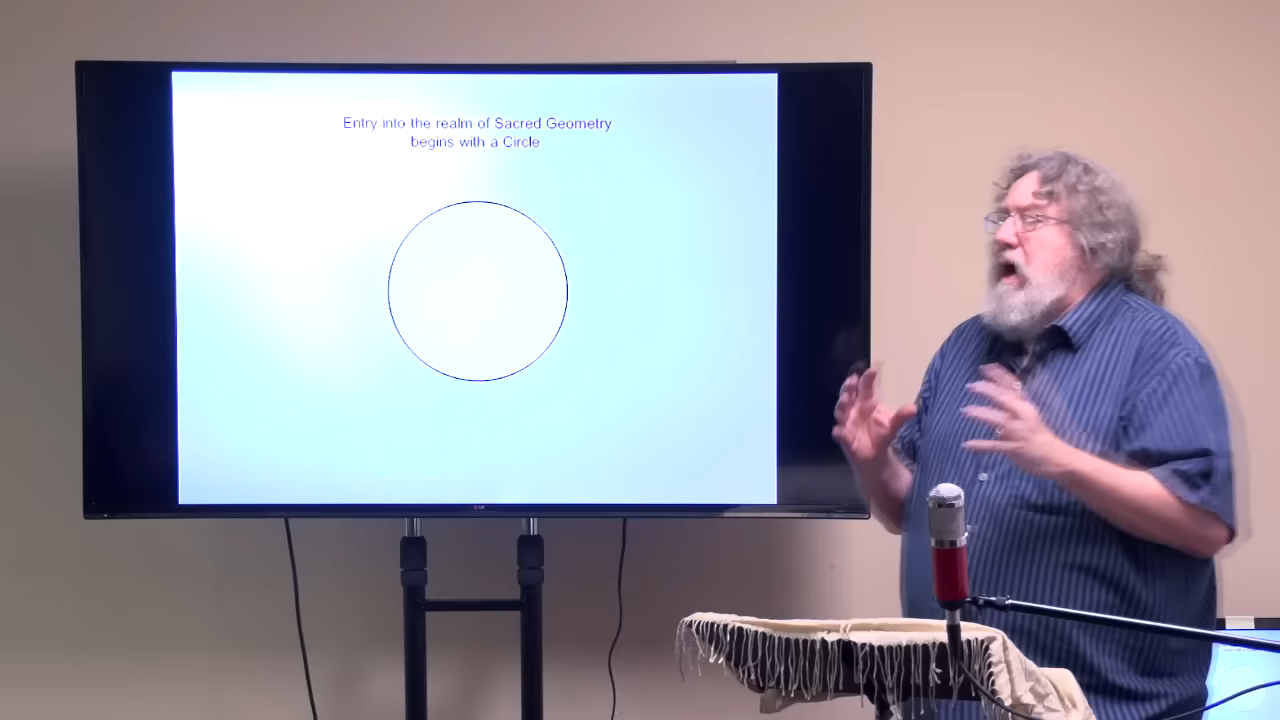 Entry into the realm of Sacred Geometry
begins with a Circle